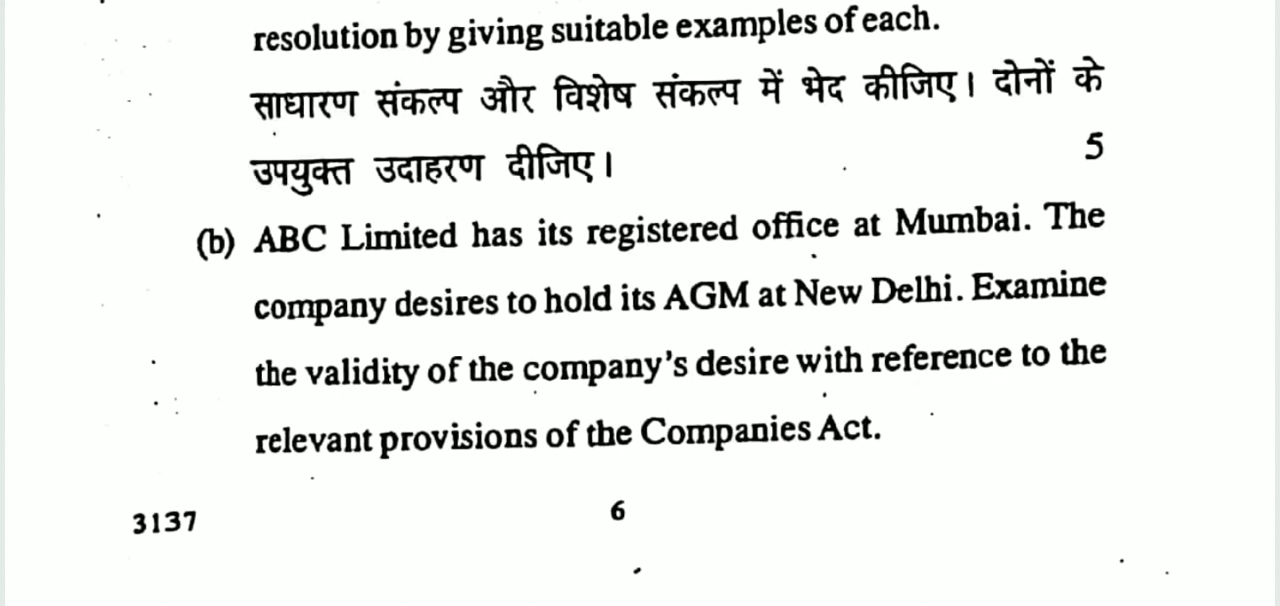 resolution by giving suitable examples of each.
साधारण संकल्प और विशेष संकल्प में भेद कीजिए। दोनों के
उपयुक्त उदाहरण दीजिए।
5
(b) ABC Limited has its registered office at Mumbai. The
company desires to hold its AGM at New Delhi. Examine
the validity of the company's desire with reference to the
relevant provisions of the Companies Act.
3137
6